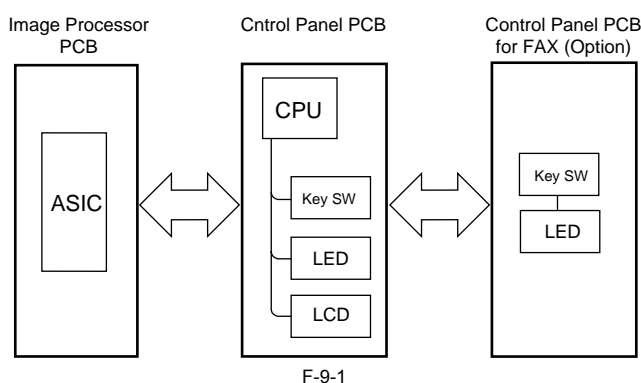 Image Processor
PCB
Cntrol Panel PCB
Control Panel PCB
for FAX (Option)
ASIC
CPU
Key SW
LED
LCD
Key SW
LED
F-9-1